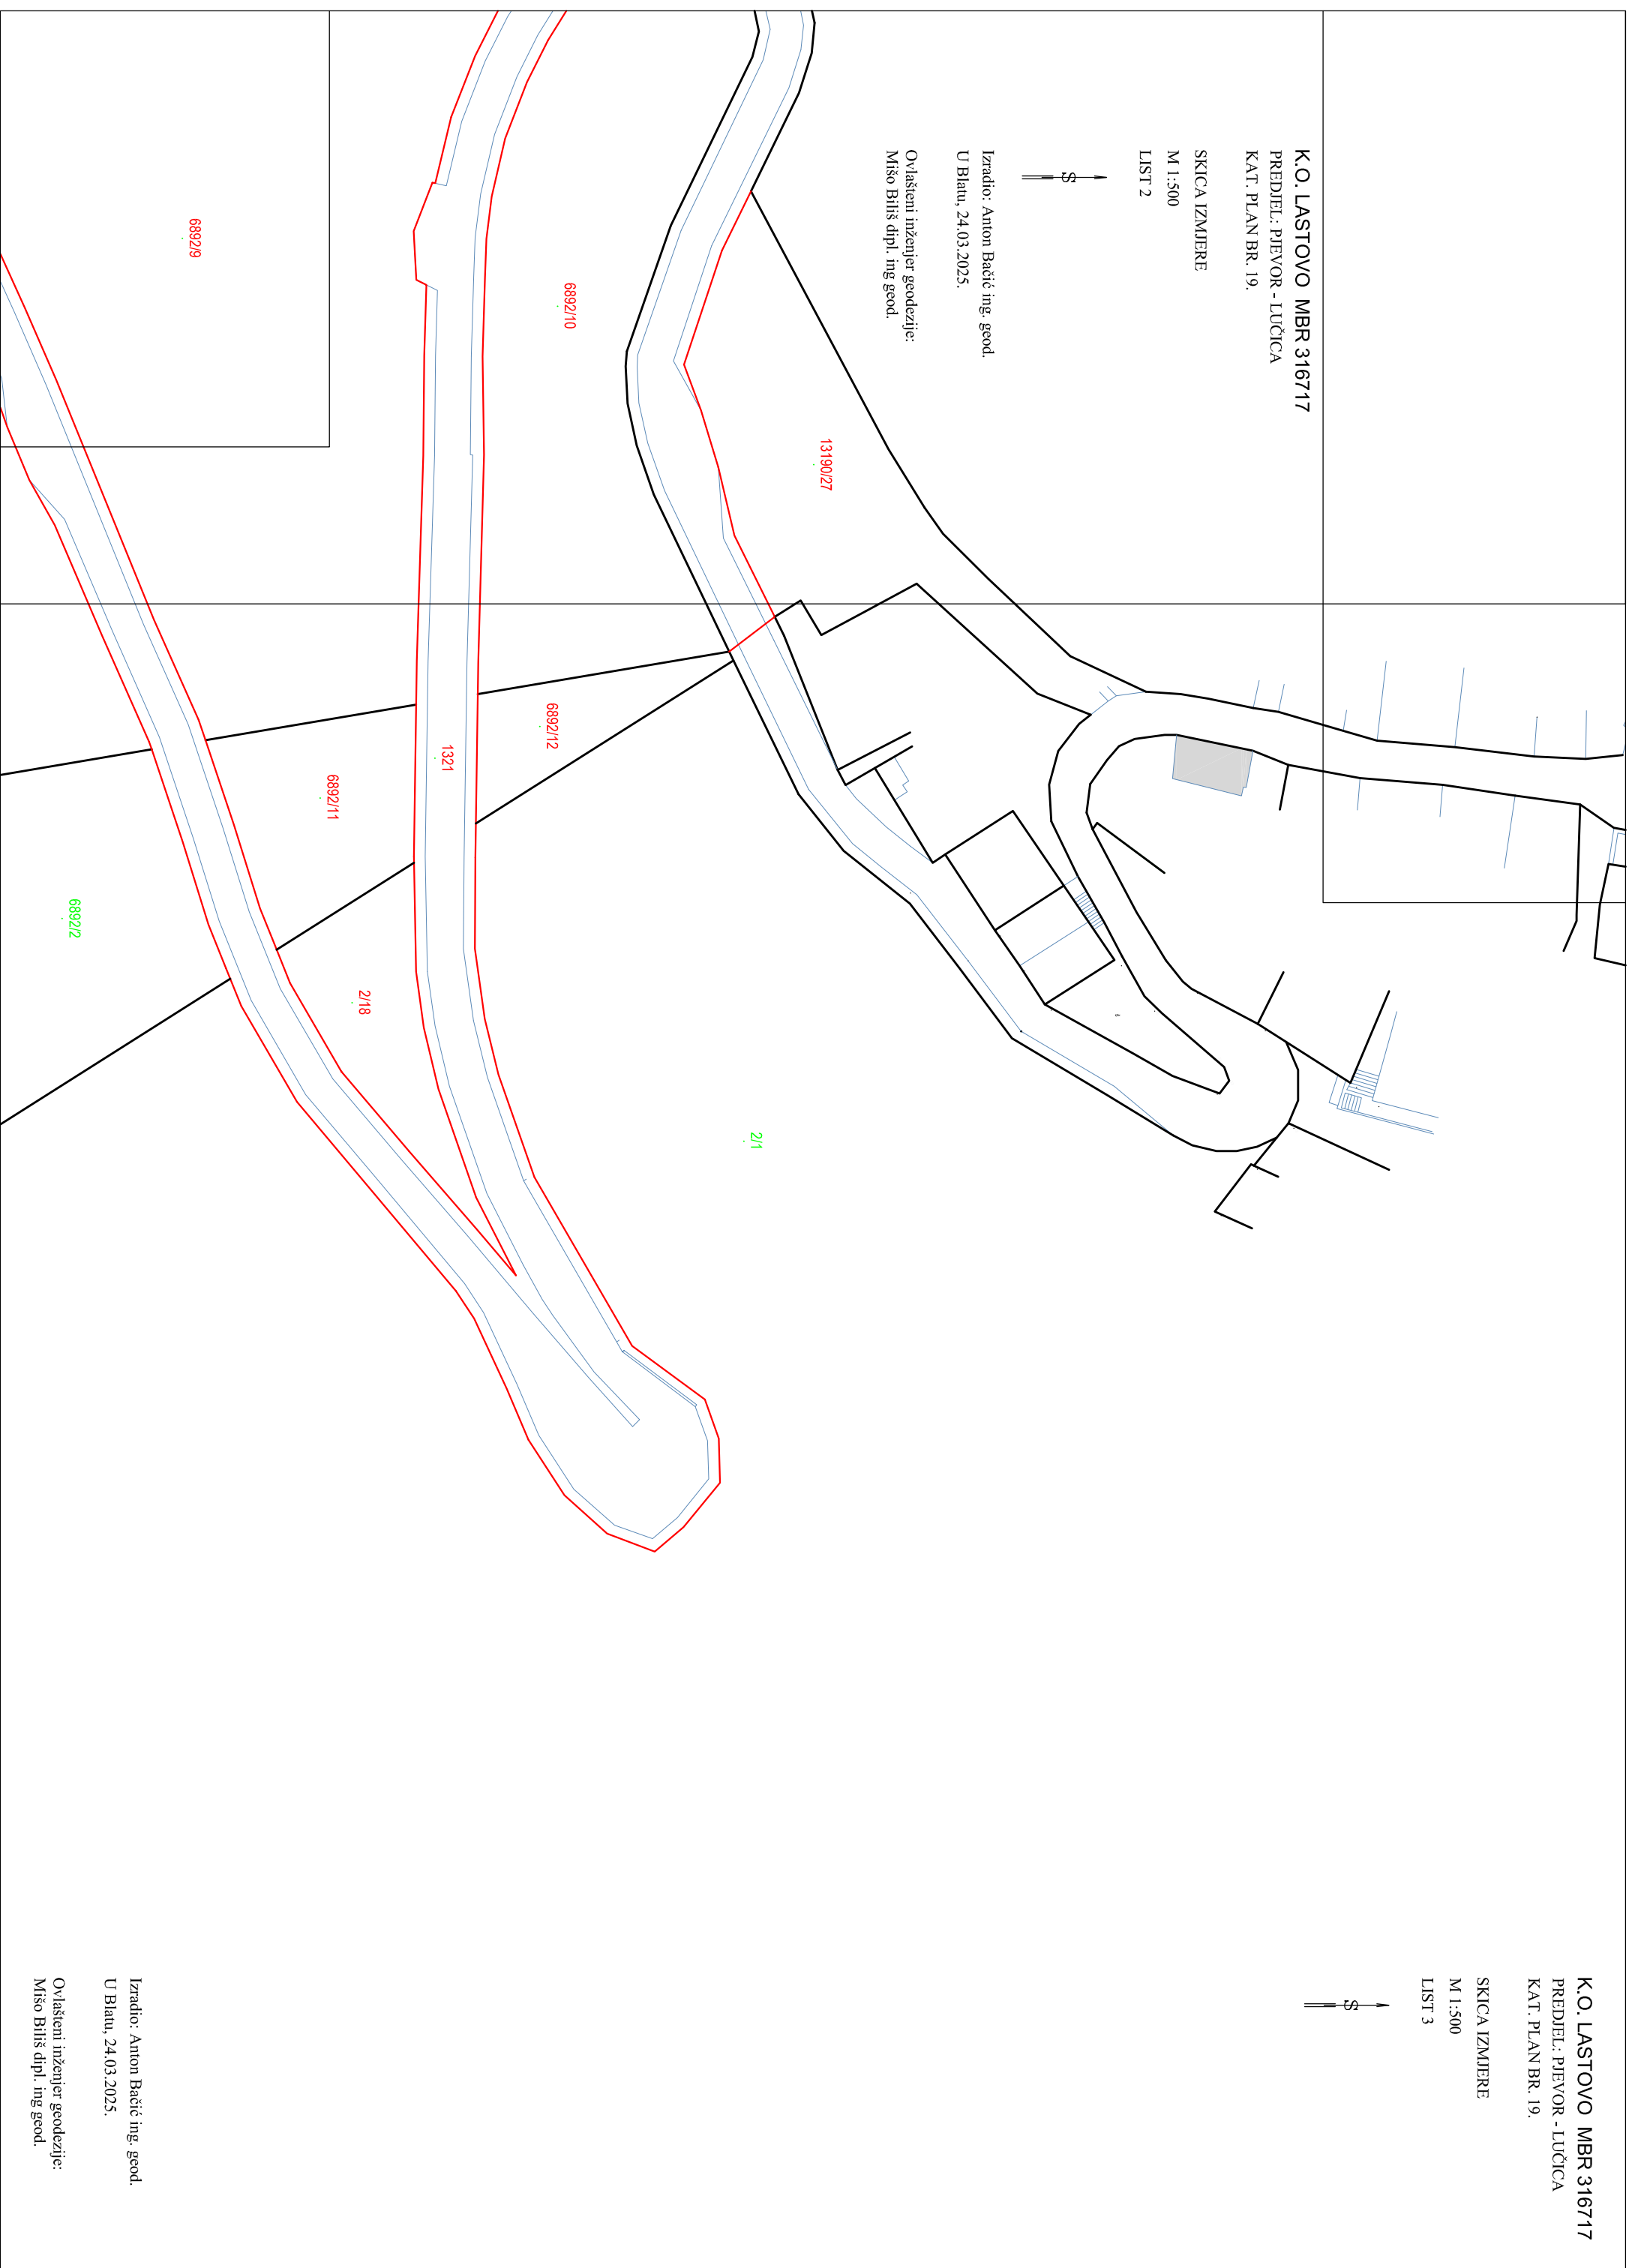 K.O. LASTOVO MBR 316717
PREDJEL: PJEVOR - LUČICA
KAT. PLAN BR. 19.
SKICA IZMJERE
M 1:500
LIST 2
S
Izradio: Anton Bačić ing. geod.
U Blatu, 24.03.2025.
Ovlašteni inženjer geodezije:
Mišo Biliš dipl. ing geod.
13190/27
6892/10
6892/9
6892/12
1321
6892/11
6892/2
2/18
2/1
K.O. LASTOVO MBR 316717
PREDJEL: PJEVOR - LUČICA
KAT. PLAN BR. 19.
SKICA IZMJERE
M 1:500
LIST 3
S
Izradio: Anton Bačić ing. geod.
U Blatu, 24.03.2025.
Ovlašteni inženjer geodezije:
Mišo Biliš dipl. ing geod.